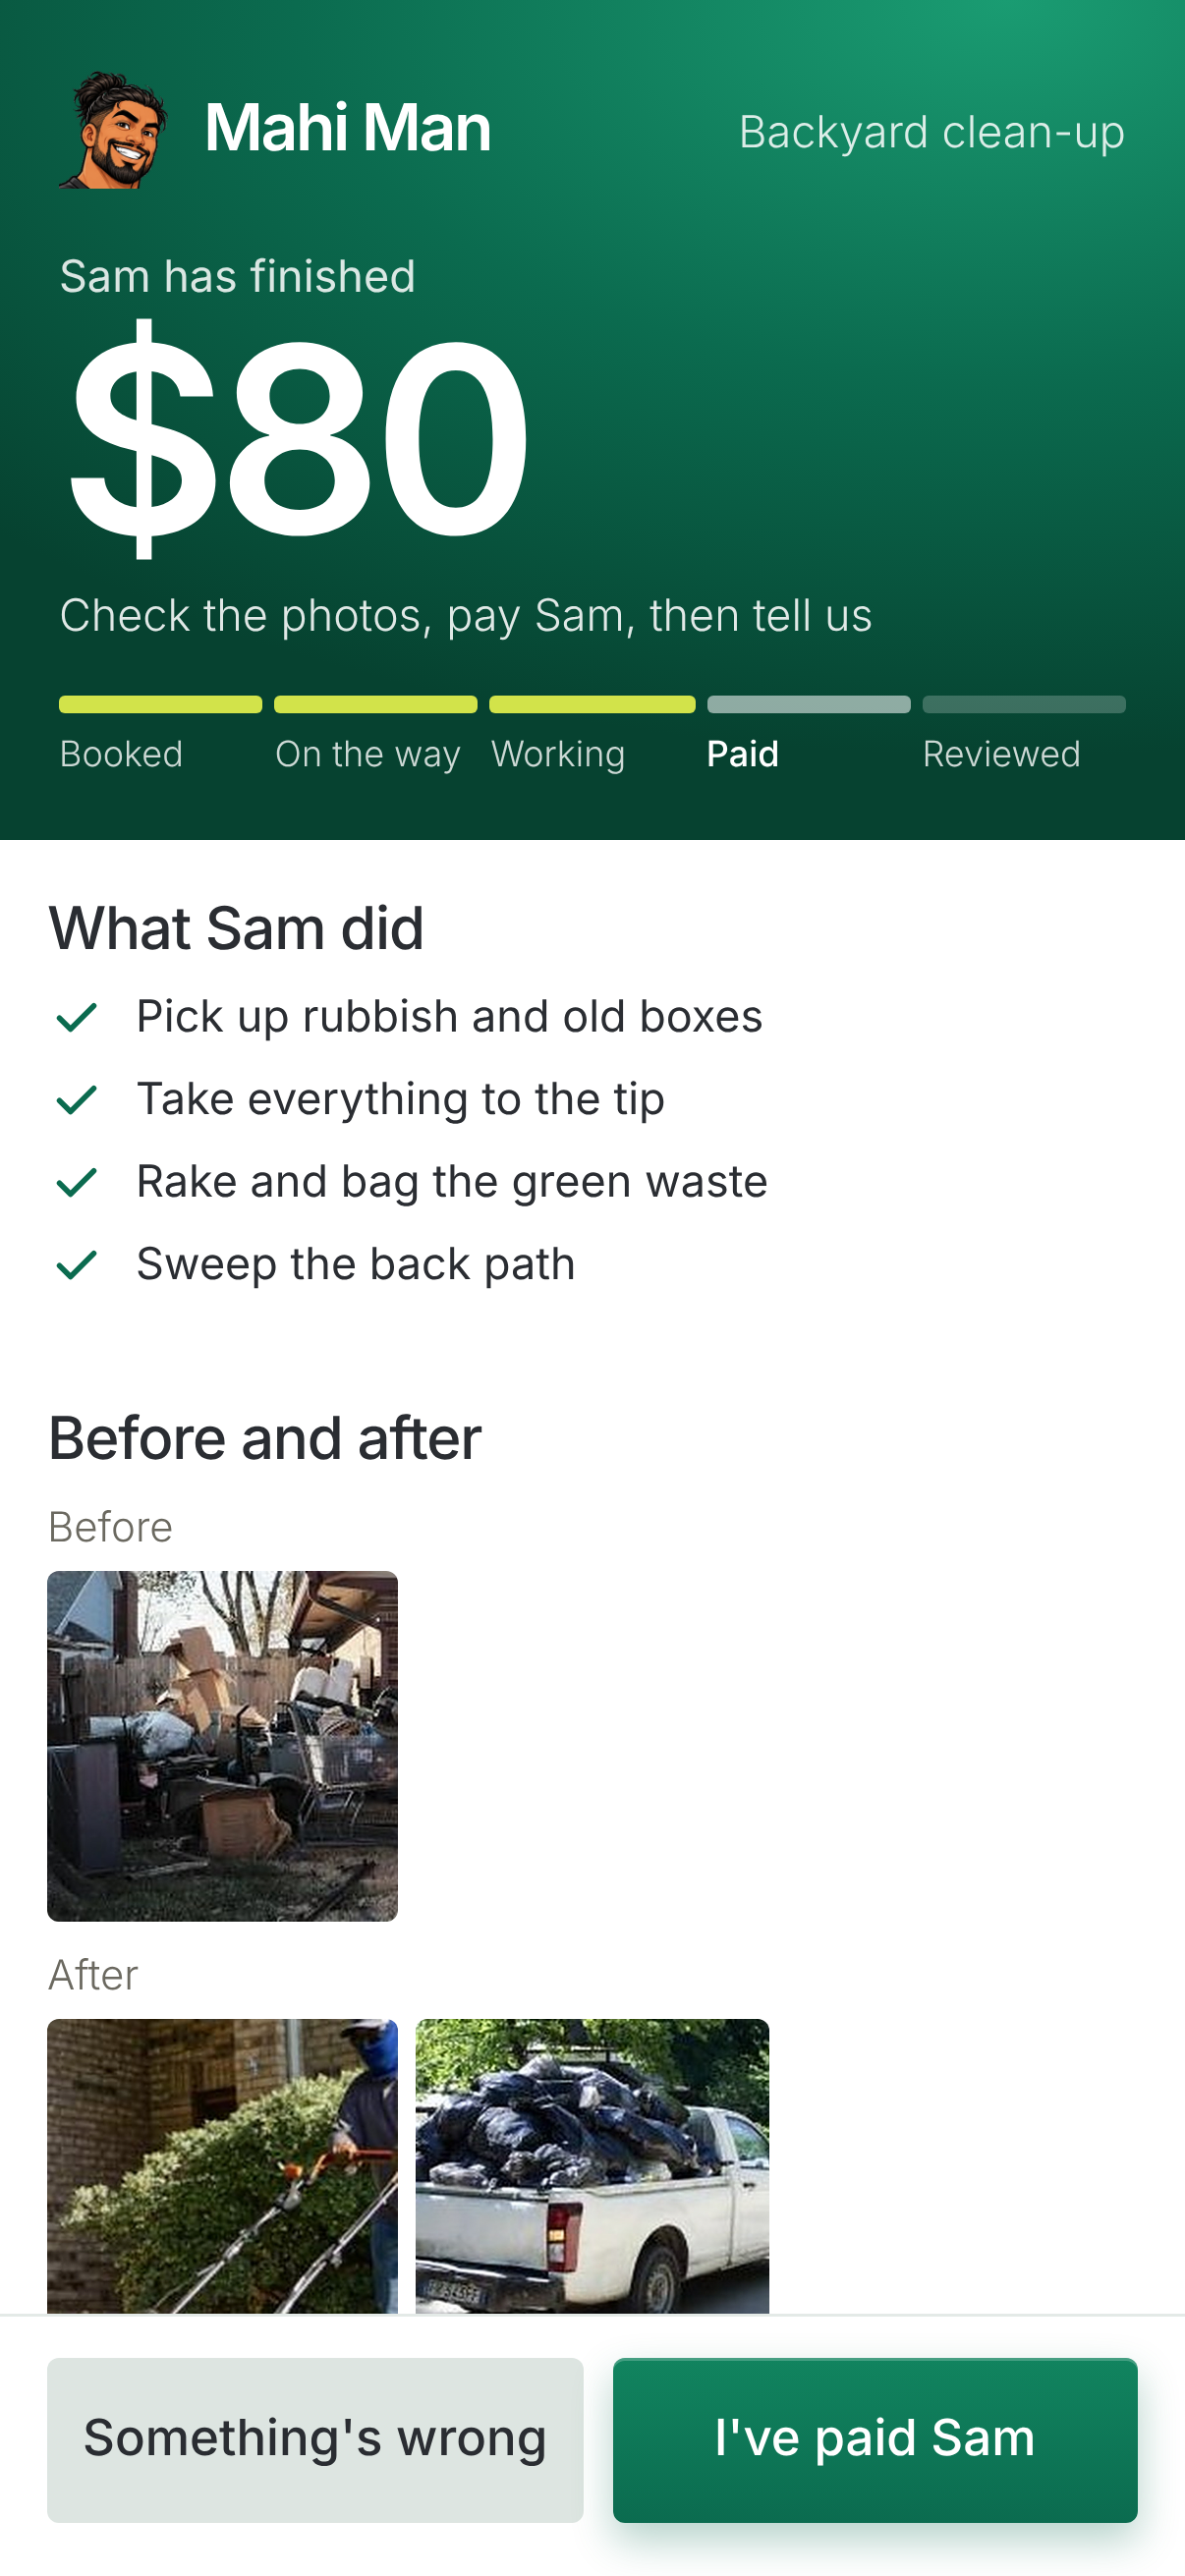 Mahi Man
Backyard clean-up
Sam has finished
$80
Check the photos, pay Sam, then tell us
Booked
On the way
Working
Paid
Reviewed
What Sam did
Pick up rubbish and old boxes
Take everything to the tip
Rake and bag the green waste
Sweep the back path
Before and after
Before
After
Something's wrong
I've paid Sam